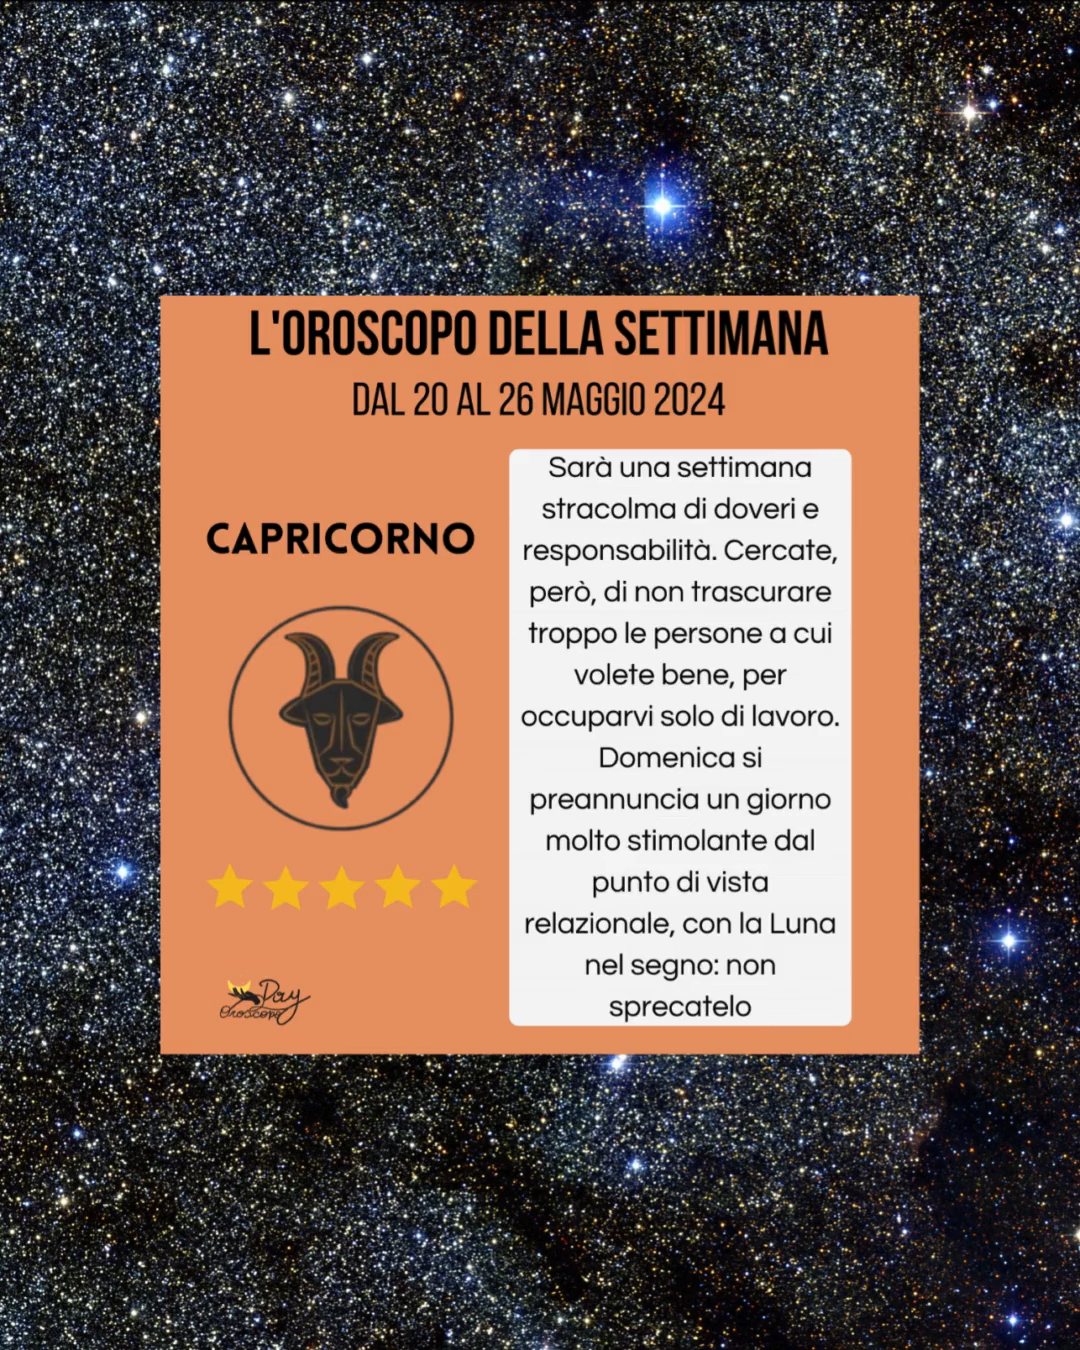 L'OROSCOPO DELLA SETTIMANA
DAL 20 AL 26 MAGGIO 2024
CAPRICORNO
Sarà una settimana
stracolma di doveri e
responsabilità. Cercate,
però, di non trascurare
troppo le persone a cui
volete bene, per
occuparvi solo di lavoro.
Domenica si
preannuncia un giorno
molto stimolante dal
punto di vista
relazionale, con la Luna
nel segno: non
sprecatelo
Day
Oroscopo